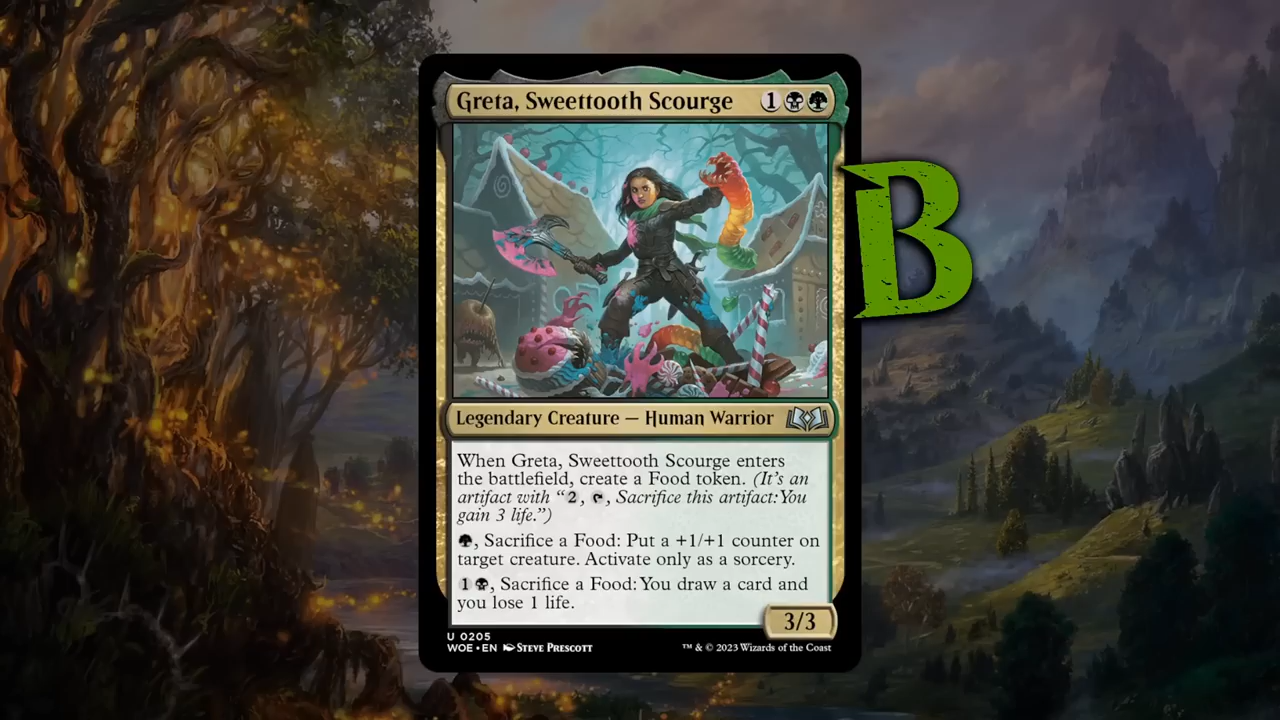 Greta, Sweettooth Scourge 1
B
Legendary Creature — Human Warrior
When Greta, Sweettooth Scourge enters
the battlefield, create a Food token. (It's an
artifact with “2, , Sacrifice this artifact: You
gain 3 life.”)
, Sacrifice a Food: Put a +1/+1 counter on
target creature. Activate only as a sorcery.
1 , Sacrifice a Food: You draw a card and
you lose 1 life.
3/3
U 0205
WOE • EN Steve Prescott
™ & © 2023 Wizards of the Coast